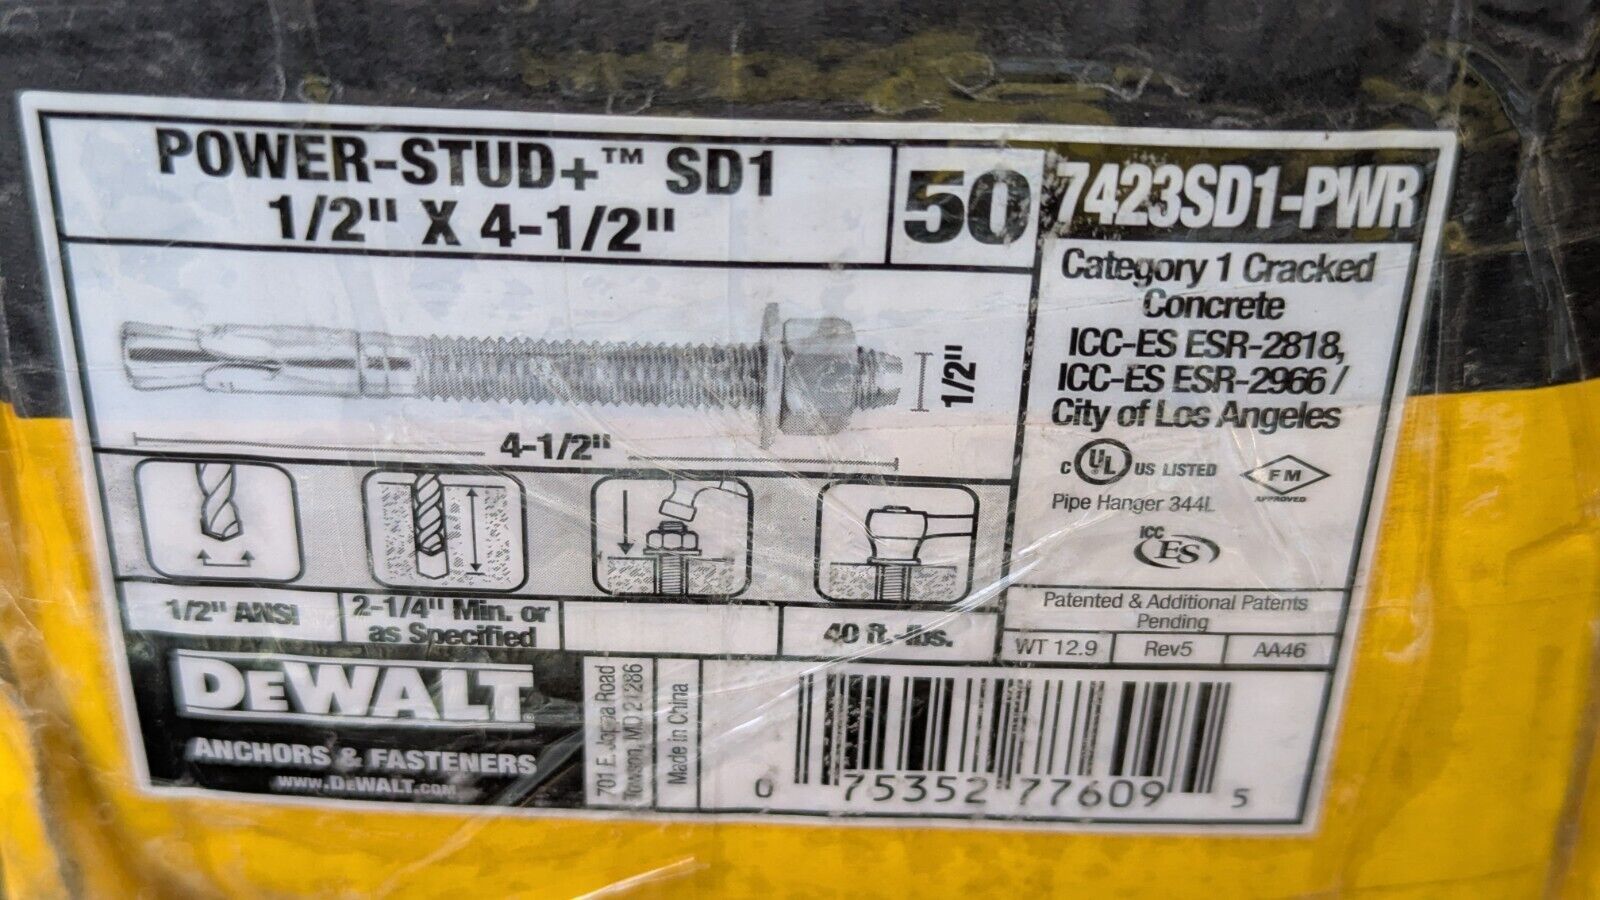 POWER-STUD+™ SD1
1/2" X 4-1/2"
50
7423SD1-PWR
Category 1 Cracked
Concrete
ICC-ES ESR-2818,
ICC-ES ESR-2966 /
City of Los Angeles
C UL US LISTED
FM
APPROVED
Pipe Hanger 344L
ICC
ES
Patented & Additional Patents
Pending
WT 12.9
Rev5
AA46
1/2"
4-1/2"
1/2" ANSI
2-1/4" Min. or
as Specified
40 ft.-lbs.
DEWALT
ANCHORS & FASTENERS
WWW.DEWALT.COM
701 E. Joppa Road
Towson, MD 21286
Made in China
0 75352 77609 5